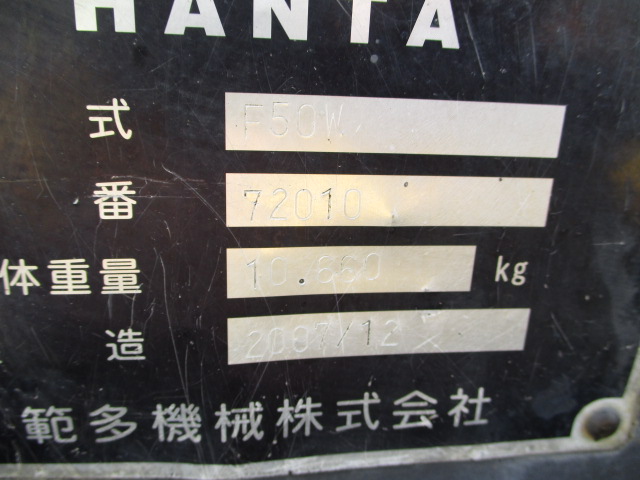 HANTA
式 F50W
番 72010
体重量 10.660 kg
造 2007/12
範多機械株式会社